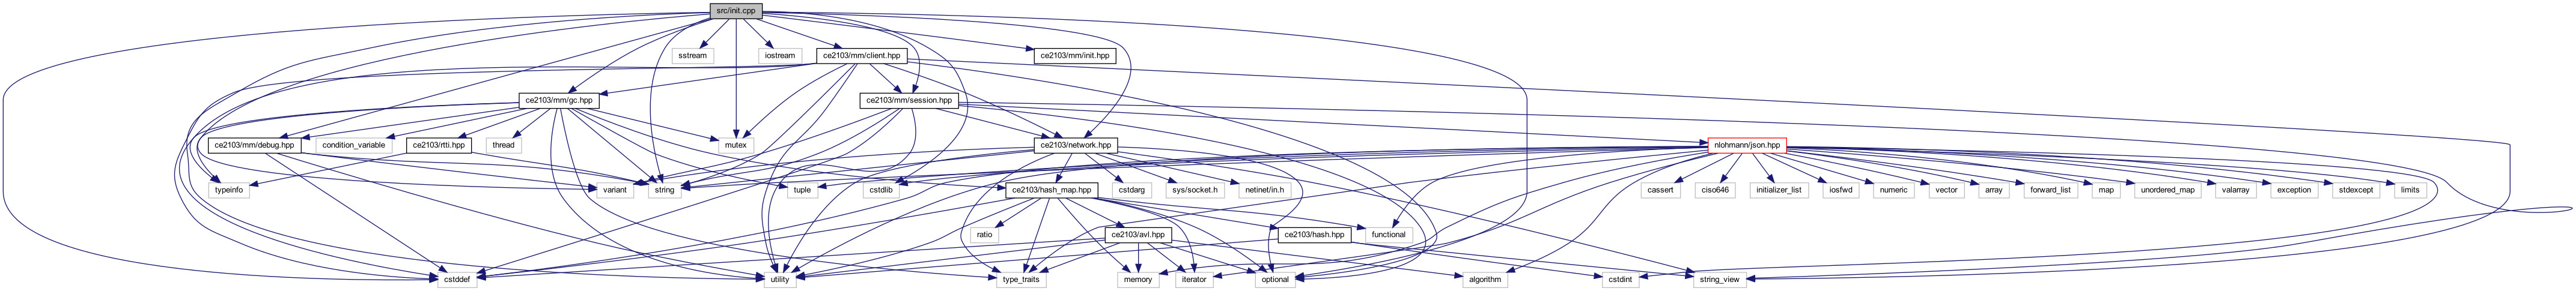 src/init.cpp
sstream
iostream
ce2103/mm/client.hpp
ce2103/mm/init.hpp
ce2103/mm/gc.hpp
ce2103/mm/session.hpp
ce2103/mm/debug.hpp
condition_variable
ce2103/rtti.hpp
thread
mutex
ce2103/network.hpp
nlohmann/json.hpp
typeinfo
variant
string
tuple
cstdlib
ce2103/hash_map.hpp
cstdarg
sys/socket.h
netinet/in.h
cassert
ciso646
initializer_list
iosfwd
numeric
vector
array
forward_list
map
unordered_map
valarray
exception
stdexcept
limits
ratio
ce2103/avl.hpp
ce2103/hash.hpp
functional
cstddef
utility
type_traits
memory
iterator
optional
algorithm
cstdint
string_view